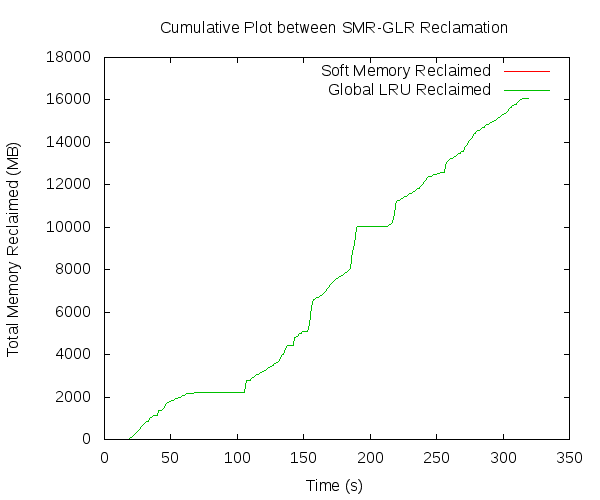 Cumulative Plot between SMR-GLR Reclamation
Soft Memory Reclaimed
Global LRU Reclaimed
Total Memory Reclaimed (MB)
18000
16000
14000
12000
10000
8000
6000
4000
2000
0
0 50 100 150 200 250 300 350
Time (s)